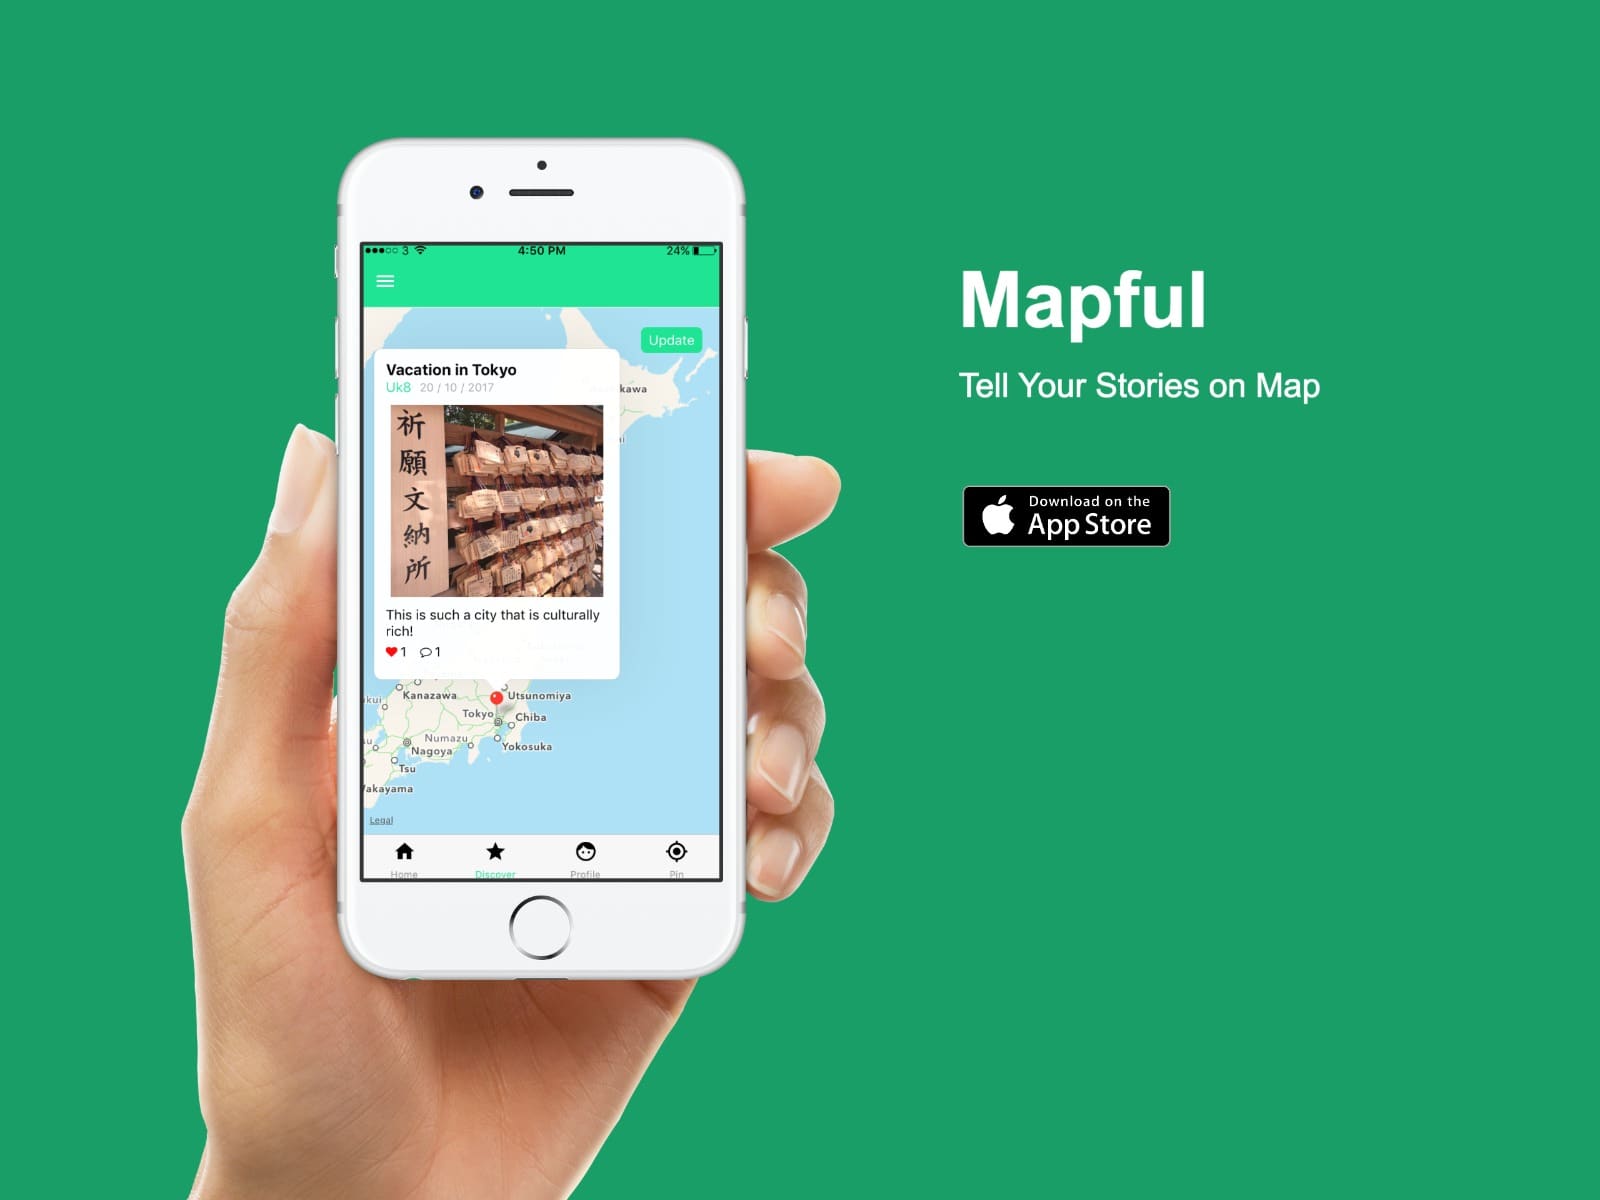 3
4:50 PM
24%
Update
Vacation in Tokyo
Uk8 20 / 10 / 2017
祈願文納所
This is such a city that is culturally
rich!
1 1
Kanazawa
Utsunomiya
Tokyo
Chiba
Numazu
Nagoya
Yokosuka
Tsu
Legal
Home
Discover
Profile
Pin
Mapful
Tell Your Stories on Map
Download on the
App Store